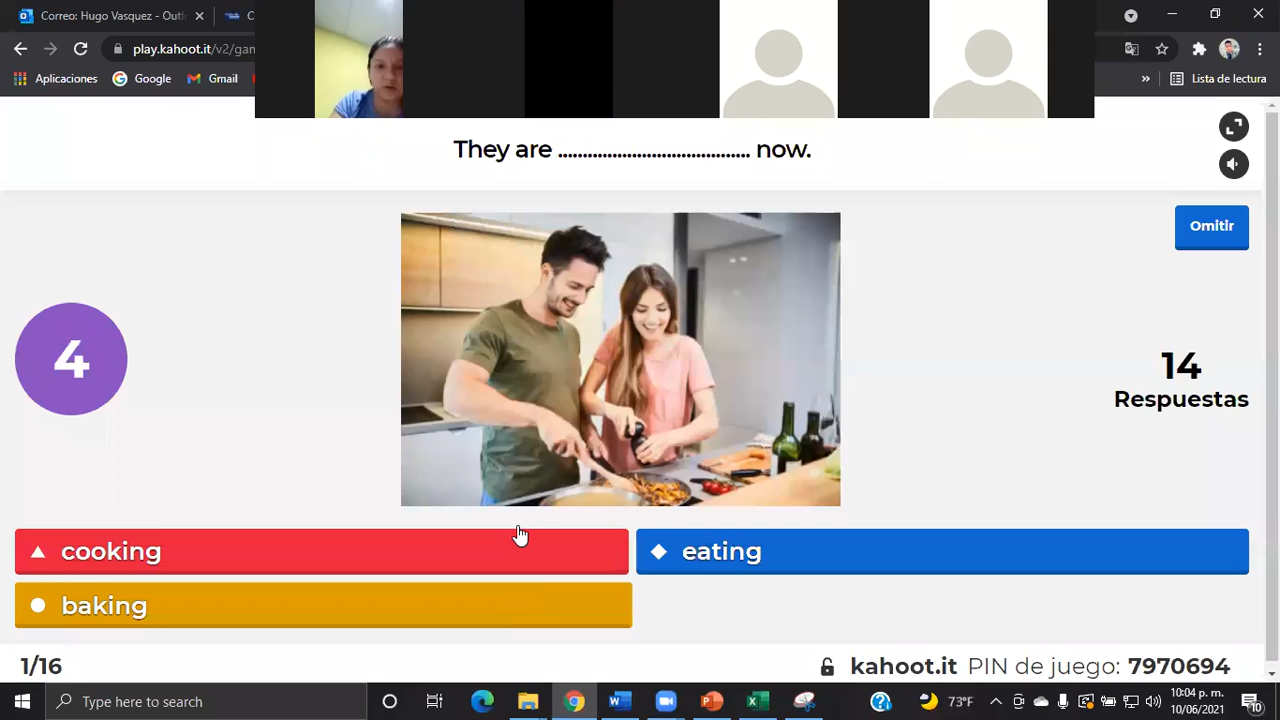 Correo: Hugo Vasquez - Outl
play.kahoot.it/v2/gan
Aplicaciones
Google
Gmail
»
Lista de lectura
They are ....................................... now.
Omitir
4
14
Respuestas
cooking
eating
baking
1/16
kahoot.it PIN de juego: 7970694
Type here to search
73°F
10:04 p. m.
10/06/2021
10